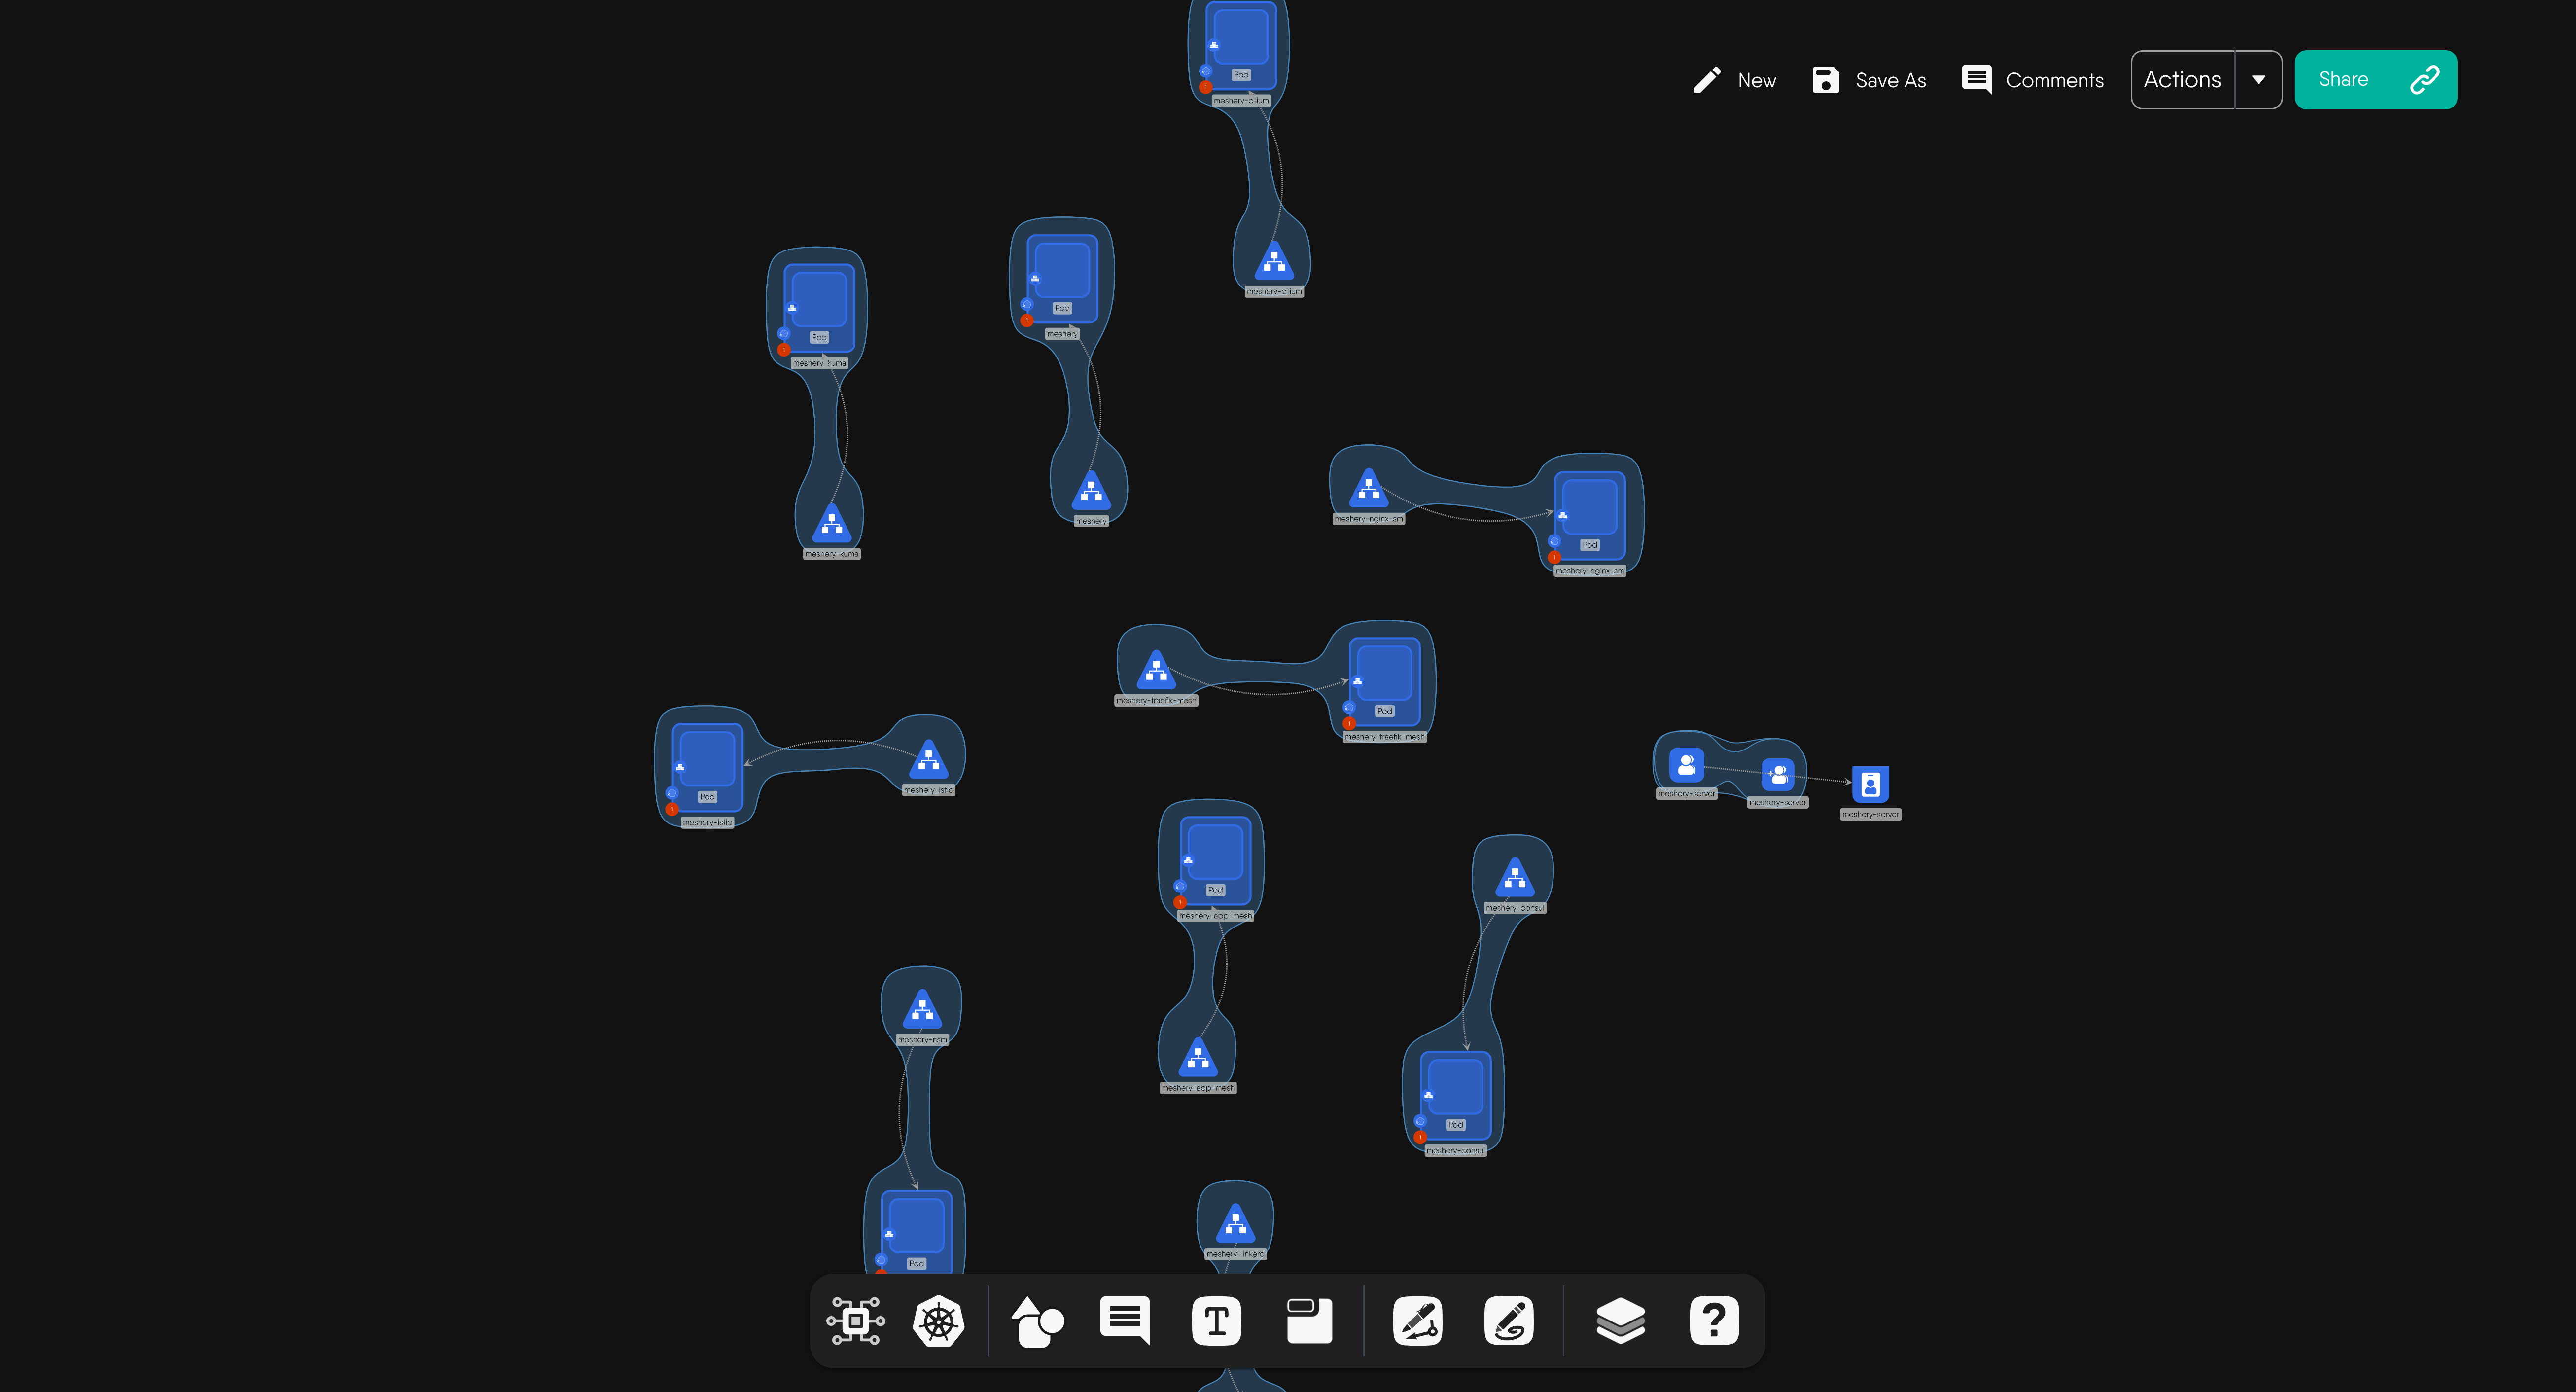 Pod
meshery-cilium
New
Save As
Comments
Actions
Share
meshery-cilium
Pod
meshery
Pod
meshery-kuma
meshery
meshery-kuma
meshery-nginx-sm
Pod
meshery-nginx-sm
meshery-traefik-mesh
Pod
meshery-traefik-mesh
Pod
meshery-istio
meshery-istio
meshery-server
meshery-server
meshery-server
Pod
meshery-app-mesh
meshery-consul
meshery-nsm
meshery-app-mesh
Pod
meshery-consul
Pod
meshery-linkerd
T
?